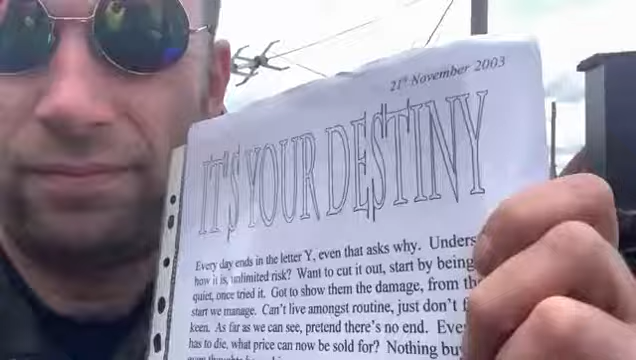 21st November 2003
IT'S YOUR DESTINY
Every day ends in the letter Y, even that asks why. Unders
how it is, unlimited risk? Want to cut it out, start by being
quiet, once tried it. Got to show them the damage, from th
start we manage. Can't live amongst routine, just don't f
keen. As far as we can see, pretend there's no end. Eve
has to die, what price can now be sold for? Nothing buy